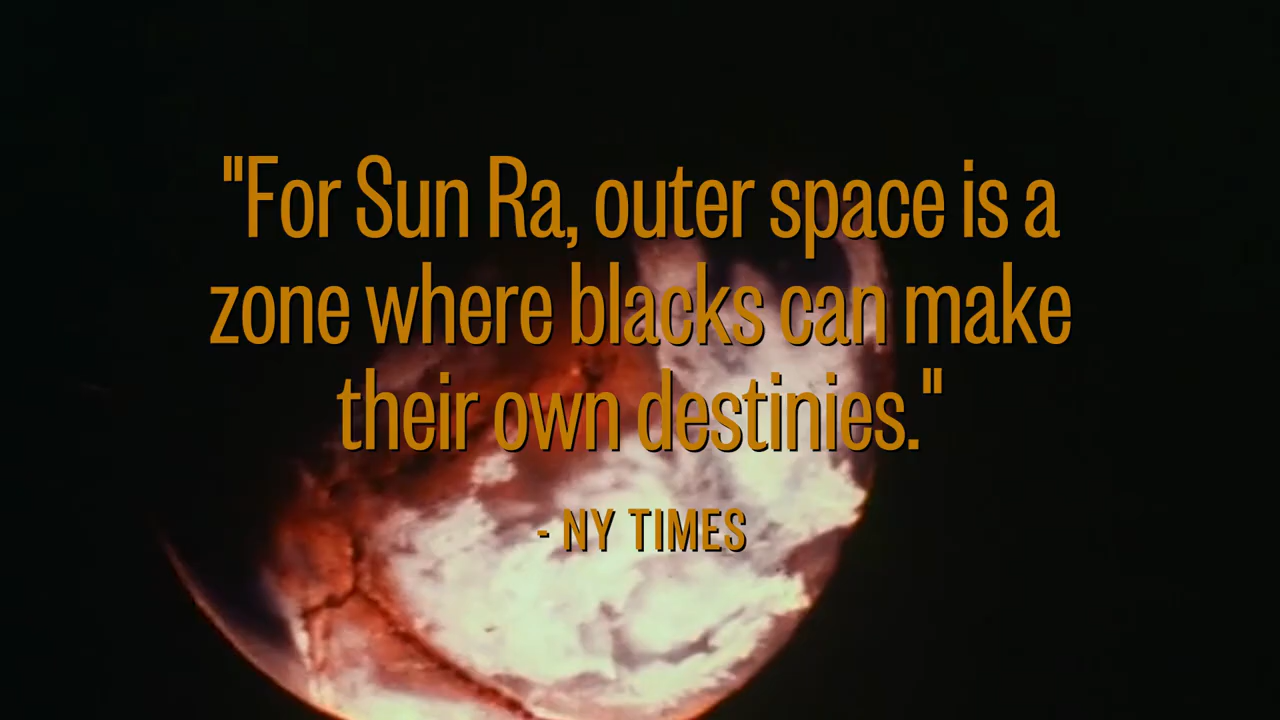 "For Sun Ra, outer space is a
zone where blacks can make
their own destinies."
- NY TIMES